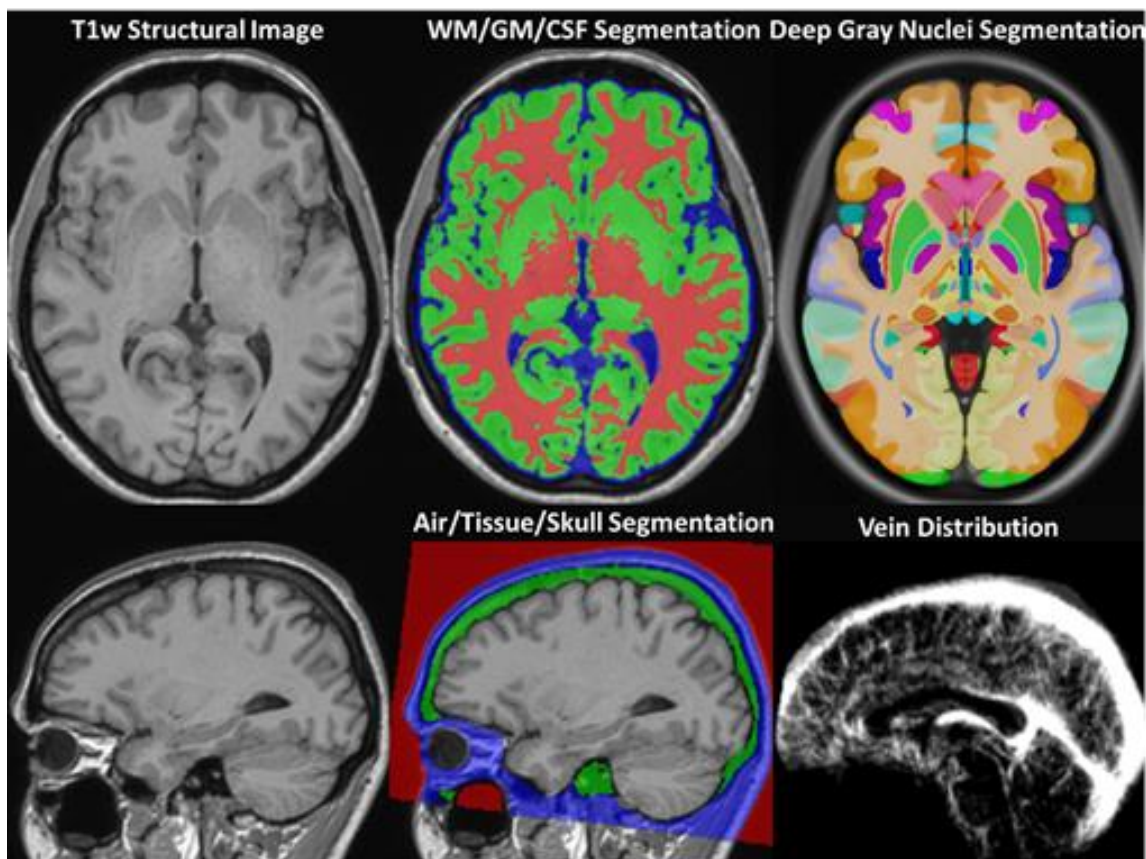 T1w Structural Image
WM/GM/CSF Segmentation
Deep Gray Nuclei Segmentation
Air/Tissue/Skull Segmentation
Vein Distribution